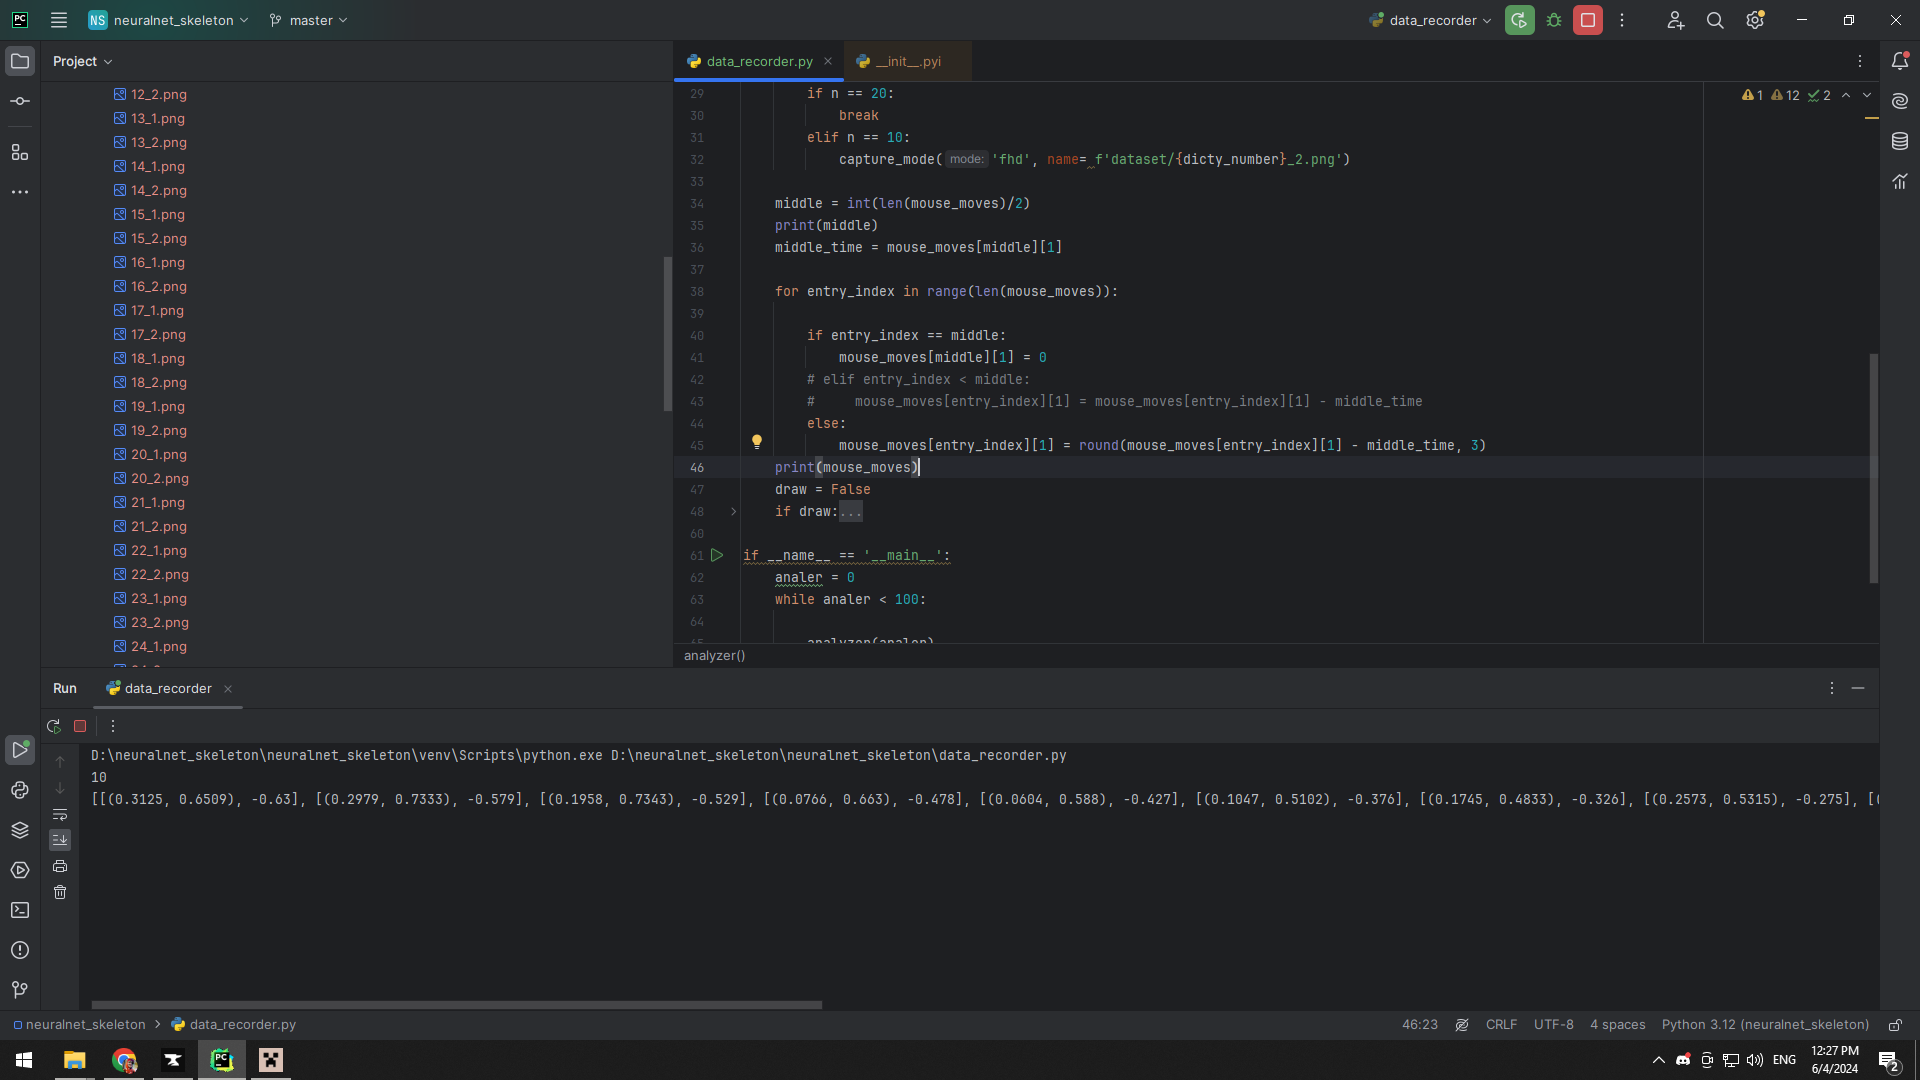 PC
NS neuralnet_skeleton
master
data_recorder
Project
data_recorder.py
__init__.pyi
12_2.png
13_1.png
13_2.png
14_1.png
14_2.png
15_1.png
15_2.png
16_1.png
16_2.png
17_1.png
17_2.png
18_1.png
18_2.png
19_1.png
19_2.png
20_1.png
20_2.png
21_1.png
21_2.png
22_1.png
22_2.png
23_1.png
23_2.png
24_1.png
1 12 2
29 if n == 20:
30 break
31 elif n == 10:
32 capture_mode( mode: 'fhd', name= f'dataset/{dicty_number}_2.png')
33
34 middle = int(len(mouse_moves)/2)
35 print(middle)
36 middle_time = mouse_moves[middle][1]
37
38 for entry_index in range(len(mouse_moves)):
39
40 if entry_index == middle:
41 mouse_moves[middle][1] = 0
42 # elif entry_index < middle:
43 # mouse_moves[entry_index][1] = mouse_moves[entry_index][1] - middle_time
44 else:
45 mouse_moves[entry_index][1] = round(mouse_moves[entry_index][1] - middle_time, 3)
46 print(mouse_moves)
47 draw = False
48 if draw:...
60
61 if __name__ == '__main__':
62 analer = 0
63 while analer < 100:
64
65 analyzer(analer)
analyzer()
Run
data_recorder
D:\neuralnet_skeleton\neuralnet_skeleton\venv\Scripts\python.exe D:\neuralnet_skeleton\neuralnet_skeleton\data_recorder.py
10
[[(0.3125, 0.6509), -0.63], [(0.2979, 0.7333), -0.579], [(0.1958, 0.7343), -0.529], [(0.0766, 0.663), -0.478], [(0.0604, 0.588), -0.427], [(0.1047, 0.5102), -0.376], [(0.1745, 0.4833), -0.326], [(0.2573, 0.5315), -0.275], [(
neuralnet_skeleton > data_recorder.py
46:23
CRLF
UTF-8
4 spaces
Python 3.12 (neuralnet_skeleton)
PC
ENG
12:27 PM
6/4/2024
2